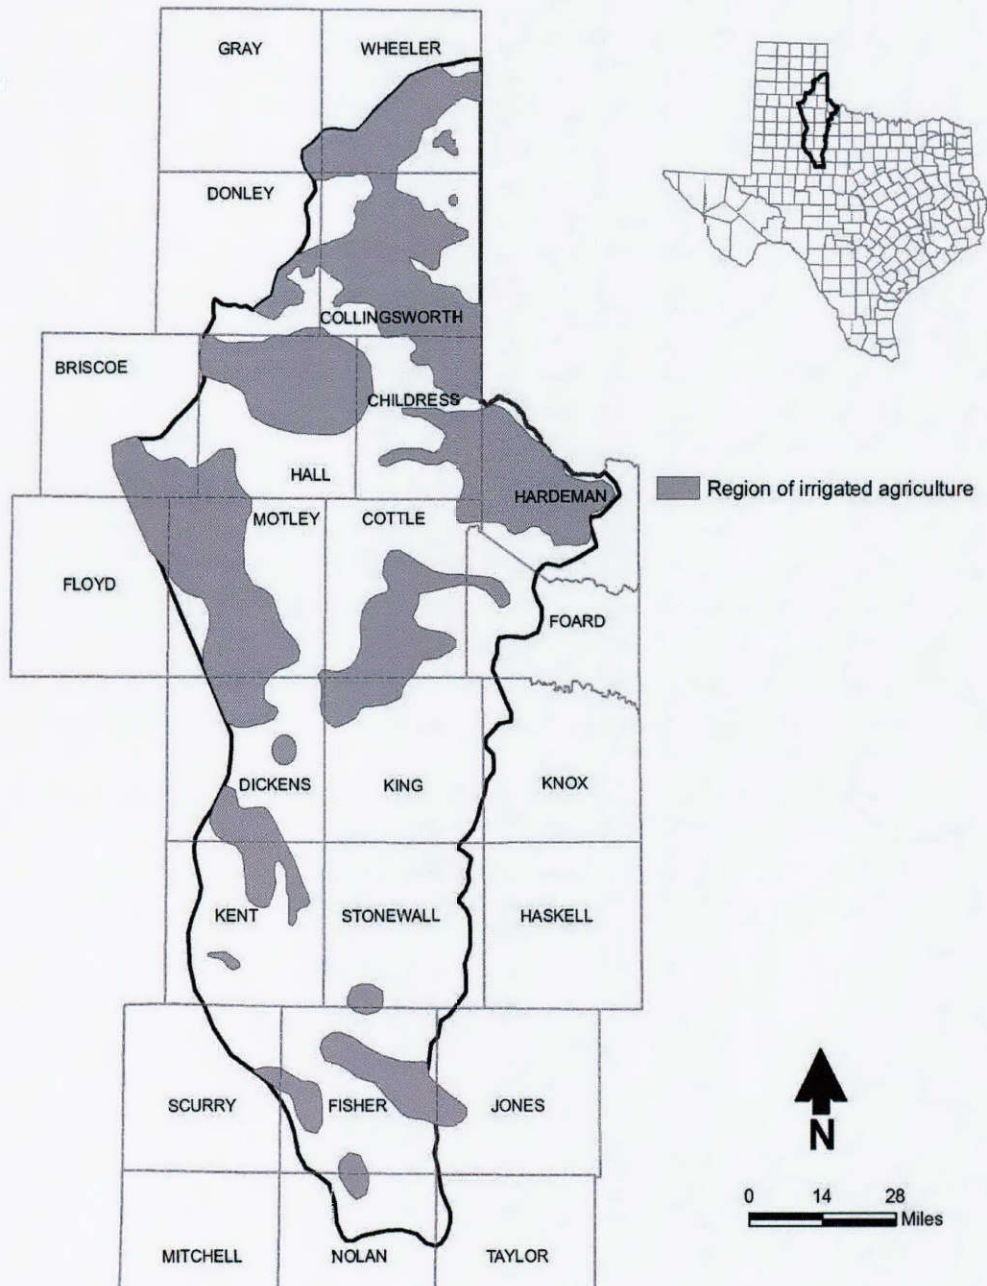 GRAY
WHEELER
DONLEY
COLLINGSWORTH
BRISCOE
CHILDRESS
HALL
HARDEMAN
Region of irrigated agriculture
MOTLEY
COTTLE
FLOYD
FOARD
DICKENS
KING
KNOX
KENT
STONEWALL
HASKELL
SCURRY
FISHER
JONES
N
0 14 28
Miles
MITCHELL
NOLAN
TAYLOR